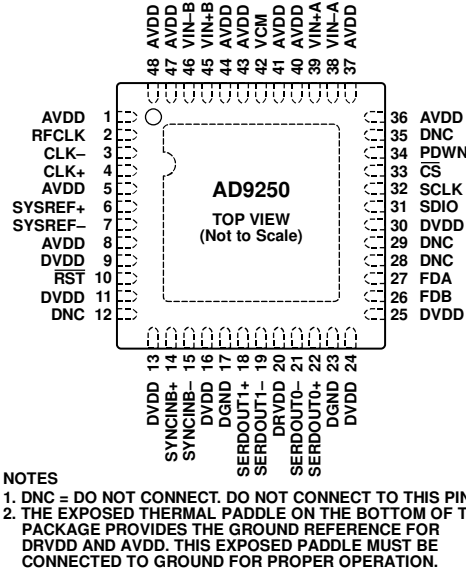 48 AVDD
47 AVDD
46 VIN–B
45 VIN+B
44 AVDD
43 AVDD
42 VCM
41 AVDD
40 AVDD
39 VIN+A
38 VIN–A
37 AVDD
AVDD 1
RFCLK 2
CLK– 3
CLK+ 4
AVDD 5
SYSREF+ 6
SYSREF– 7
AVDD 8
DVDD 9
RST 10
DVDD 11
DNC 12
AD9250
TOP VIEW
(Not to Scale)
36 AVDD
35 DNC
34 PDWN
33 CS
32 SCLK
31 SDIO
30 DVDD
29 DNC
28 DNC
27 FDA
26 FDB
25 DVDD
DVDD 13
SYNCINB+ 14
SYNCINB– 15
DVDD 16
DGND 17
SERDOUT1+ 18
SERDOUT1– 19
DRVDD 20
SERDOUT0– 21
SERDOUT0+ 22
DGND 23
DVDD 24
NOTES
1. DNC = DO NOT CONNECT. DO NOT CONNECT TO THIS PIN
2. THE EXPOSED THERMAL PADDLE ON THE BOTTOM OF
PACKAGE PROVIDES THE GROUND REFERENCE FOR
DRVDD AND AVDD. THIS EXPOSED PADDLE MUST BE
CONNECTED TO GROUND FOR PROPER OPERATION.